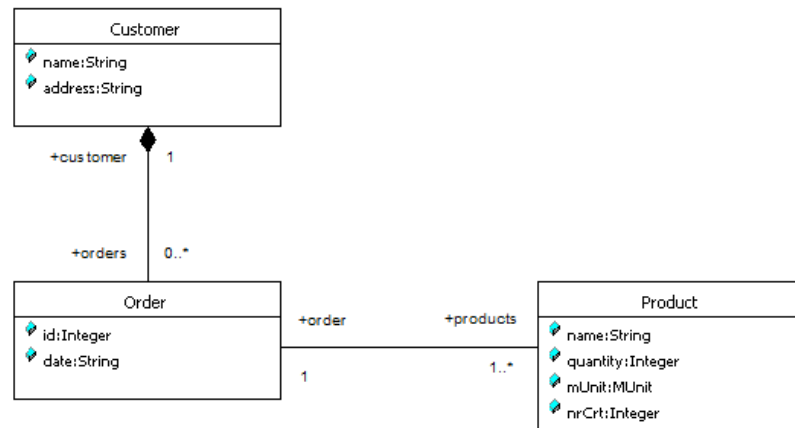 Customer
name:String
address:String
+customer 1
+orders 0..*
Order
id:Integer
date:String
+order +products
1 1..*
Product
name:String
quantity:Integer
mUnit:MUnit
nrCrt:Integer